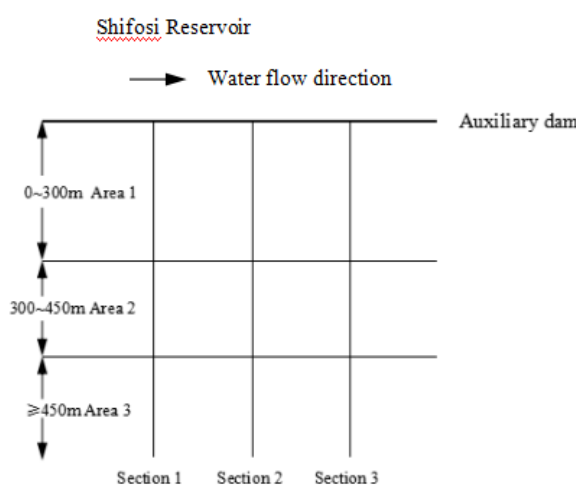 Shifosi Reservoir
Water flow direction
Auxiliary dam
0~300m Area 1
300~450m Area 2
≥450m Area 3
Section 1 Section 2 Section 3